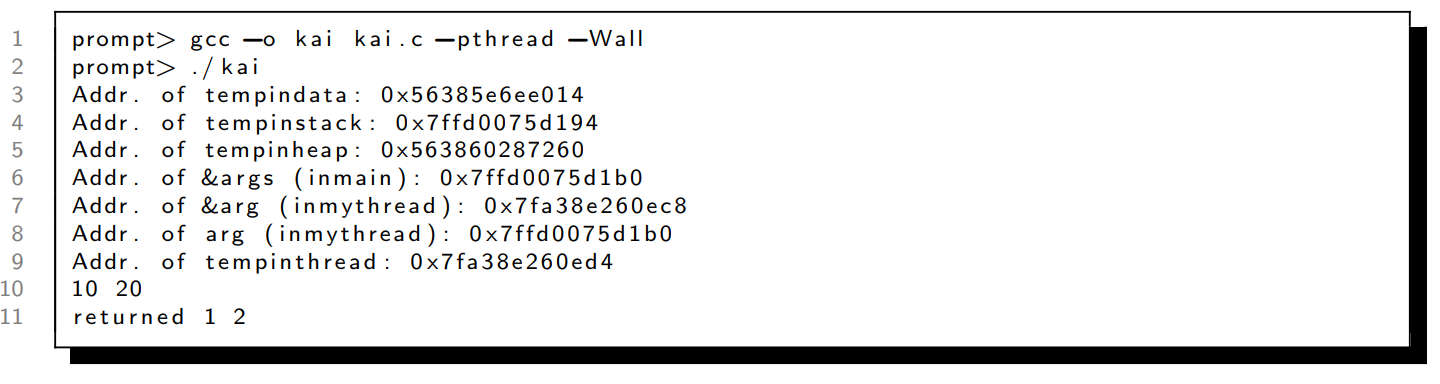 1 prompt> gcc —o kai kai.c —pthread —Wall
2 prompt> ./kai
3 Addr. of tempindata: 0x56385e6ee014
4 Addr. of tempinstack: 0x7ffd0075d194
5 Addr. of tempinheap: 0x563860287260
6 Addr. of &args (inmain): 0x7ffd0075d1b0
7 Addr. of &arg (inmythread): 0x7fa38e260ec8
8 Addr. of arg (inmythread): 0x7ffd0075d1b0
9 Addr. of tempinthread: 0x7fa38e260ed4
10 10 20
11 returned 1 2